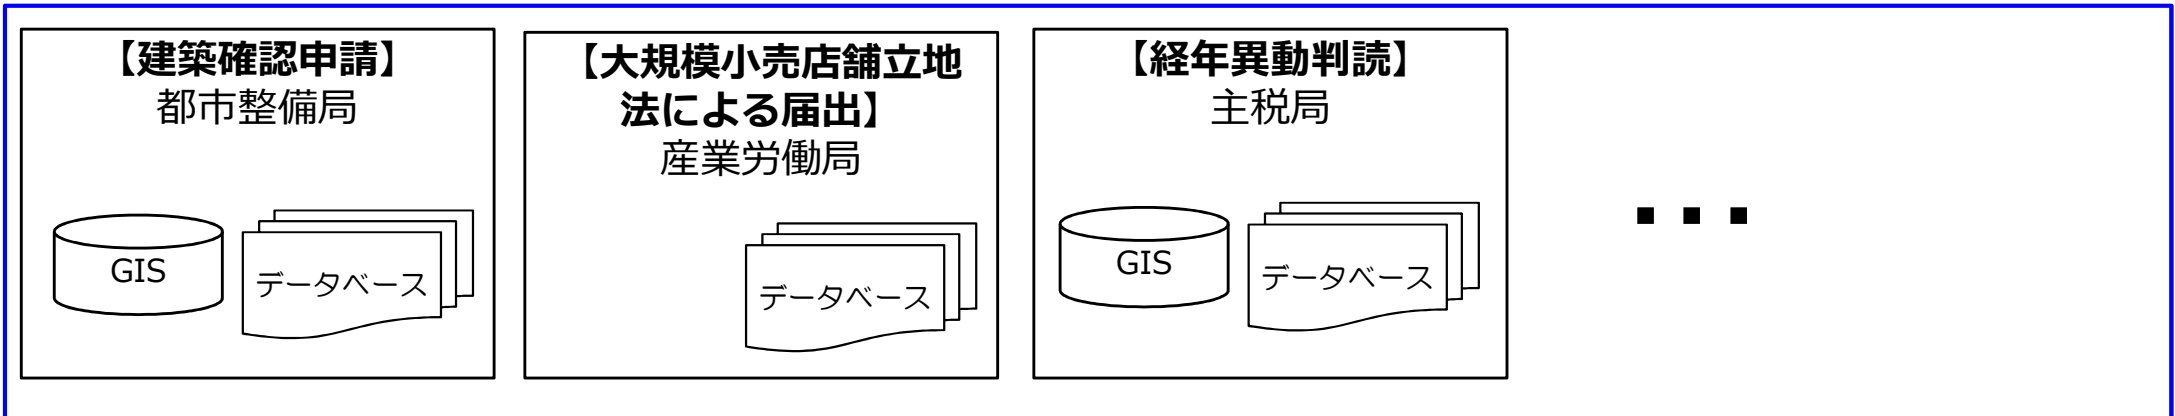 【建築確認申請】
都市整備局
GIS
データベース
【大規模小売店舗立地
法による届出】
産業労働局
データベース
【経年異動判読】
主税局
GIS
データベース
...